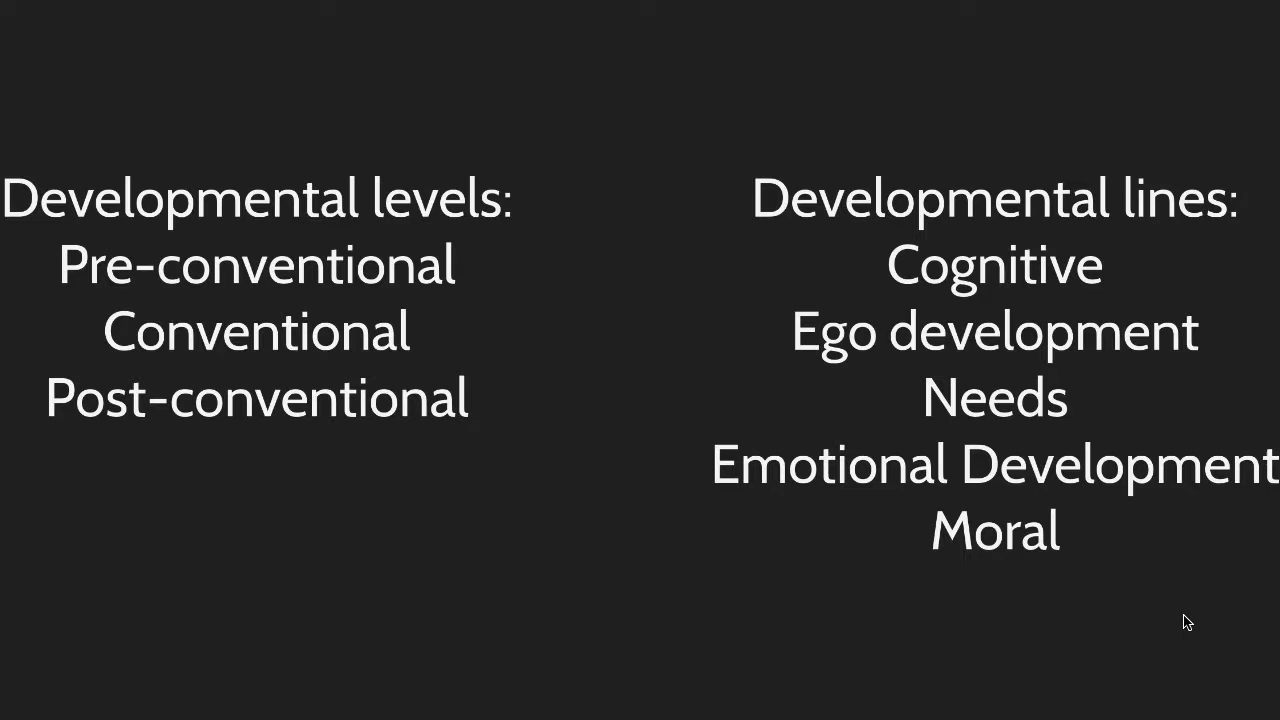 Developmental levels:
Pre-conventional
Conventional
Post-conventional
Developmental lines:
Cognitive
Ego development
Needs
Emotional Development
Moral